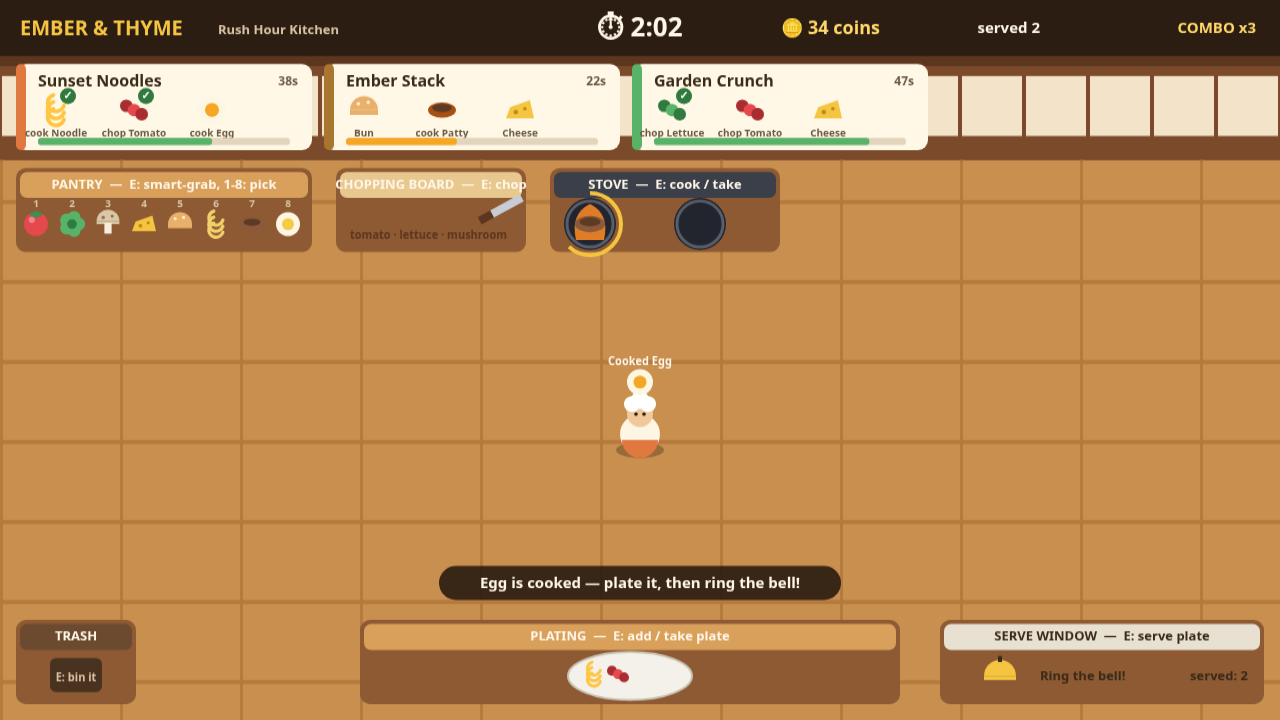 EMBER & THYME
Rush Hour Kitchen
2:02
34 coins
served 2
COMBO x3
Sunset Noodles
38s
cook Noodle
chop Tomato
cook Egg
Ember Stack
22s
Bun
cook Patty
Cheese
Garden Crunch
47s
chop Lettuce
chop Tomato
Cheese
PANTRY — E: smart-grab, 1-8: pick
1 2 3 4 5 6 7 8
CHOPPING BOARD — E: chop
tomato · lettuce · mushroom
STOVE — E: cook / take
Cooked Egg
Egg is cooked — plate it, then ring the bell!
TRASH
E: bin it
PLATING — E: add / take plate
SERVE WINDOW — E: serve plate
Ring the bell!
served: 2